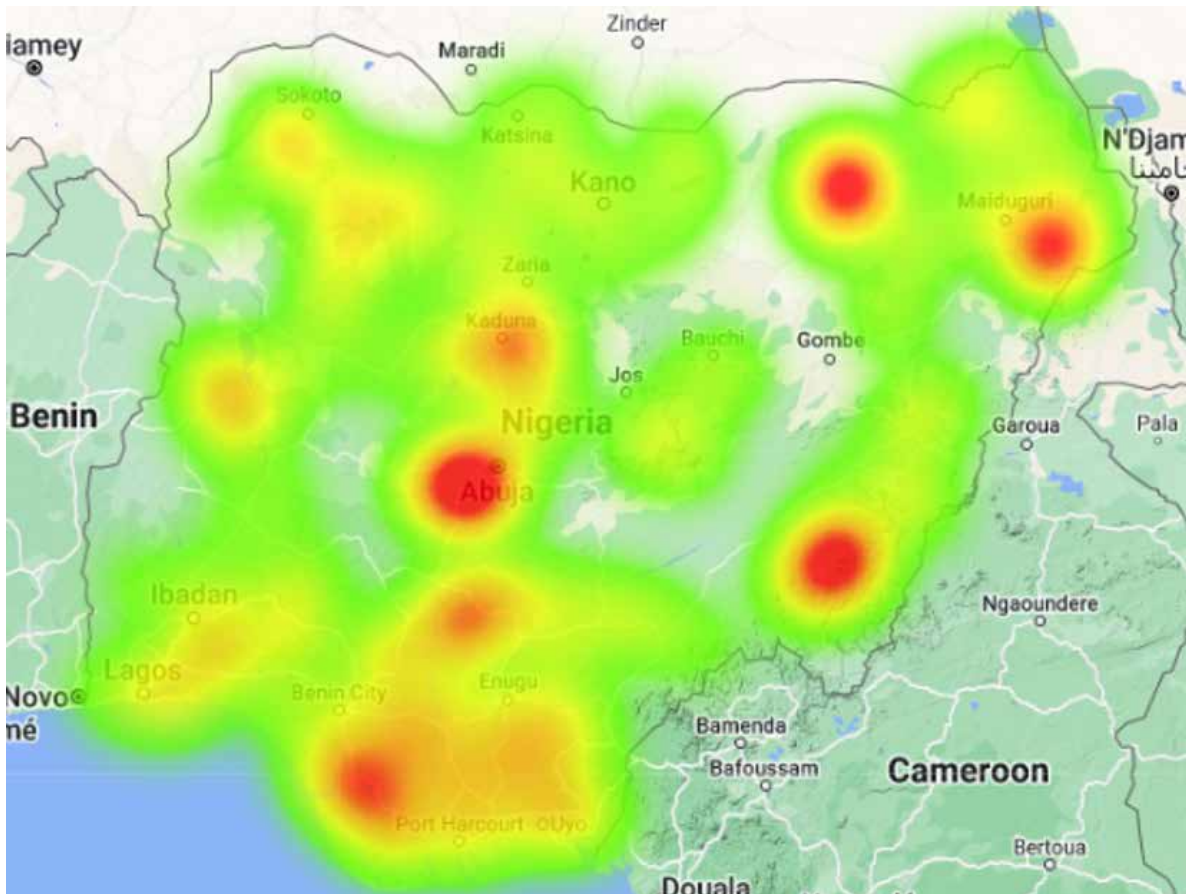 Zinder
iamey
Maradi
Sokoto
Katsina
N'Djam
Kano
Maiduguri
Zaria
Kaduna
Bauchi
Gombe
Jos
Benin
Nigeria
Garoua
Pala
Abuja
Ibadan
Ngaoundere
Lagos
Enugu
Novo
Benin City
mé
Bamenda
Bafoussam
Cameroon
Port Harcourt
Uyo
Bertoua
Douala